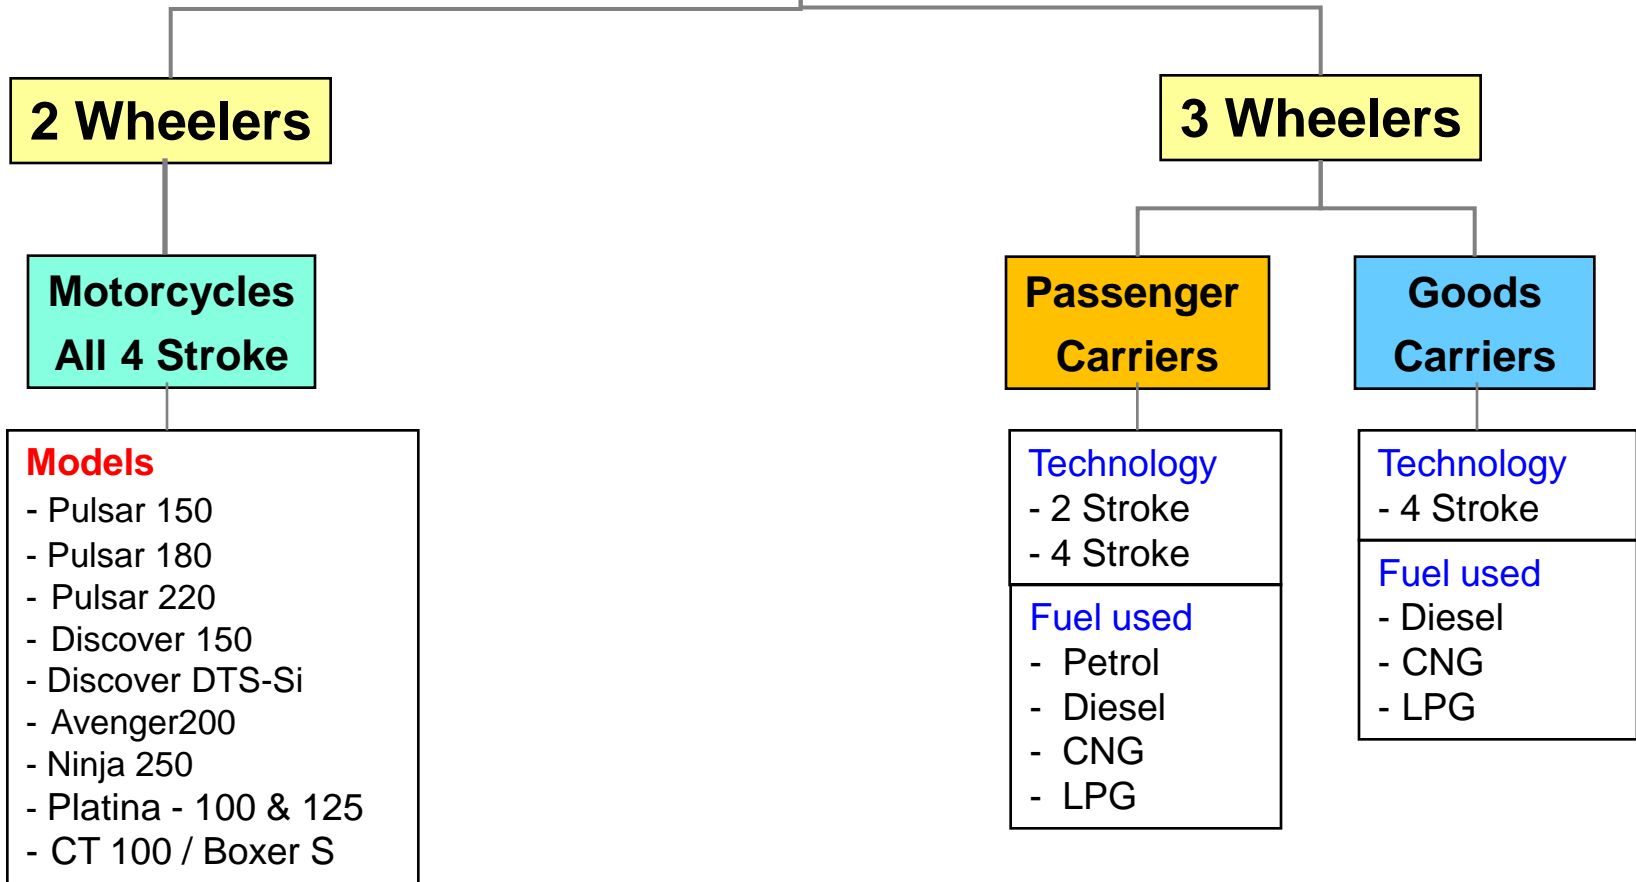 2 Wheelers
3 Wheelers
Motorcycles
All 4 Stroke
Passenger
Carriers
Goods
Carriers
Models
- Pulsar 150
- Pulsar 180
- Pulsar 220
- Discover 150
- Discover DTS-Si
- Avenger200
- Ninja 250
- Platina - 100 & 125
- CT 100 / Boxer S
Technology
- 2 Stroke
- 4 Stroke
Fuel used
- Petrol
- Diesel
- CNG
- LPG
Technology
- 4 Stroke
Fuel used
- Diesel
- CNG
- LPG